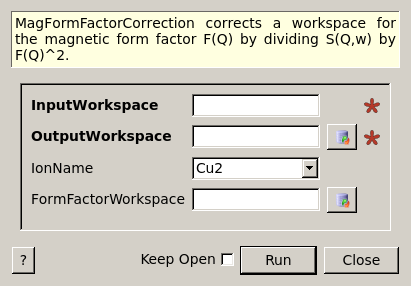 MagFormFactorCorrection corrects a workspace for
the magnetic form factor F(Q) by dividing S(Q,w) by
F(Q)^2.
InputWorkspace *
OutputWorkspace *
IonName Cu2
FormFactorWorkspace
? Keep Open Run Close